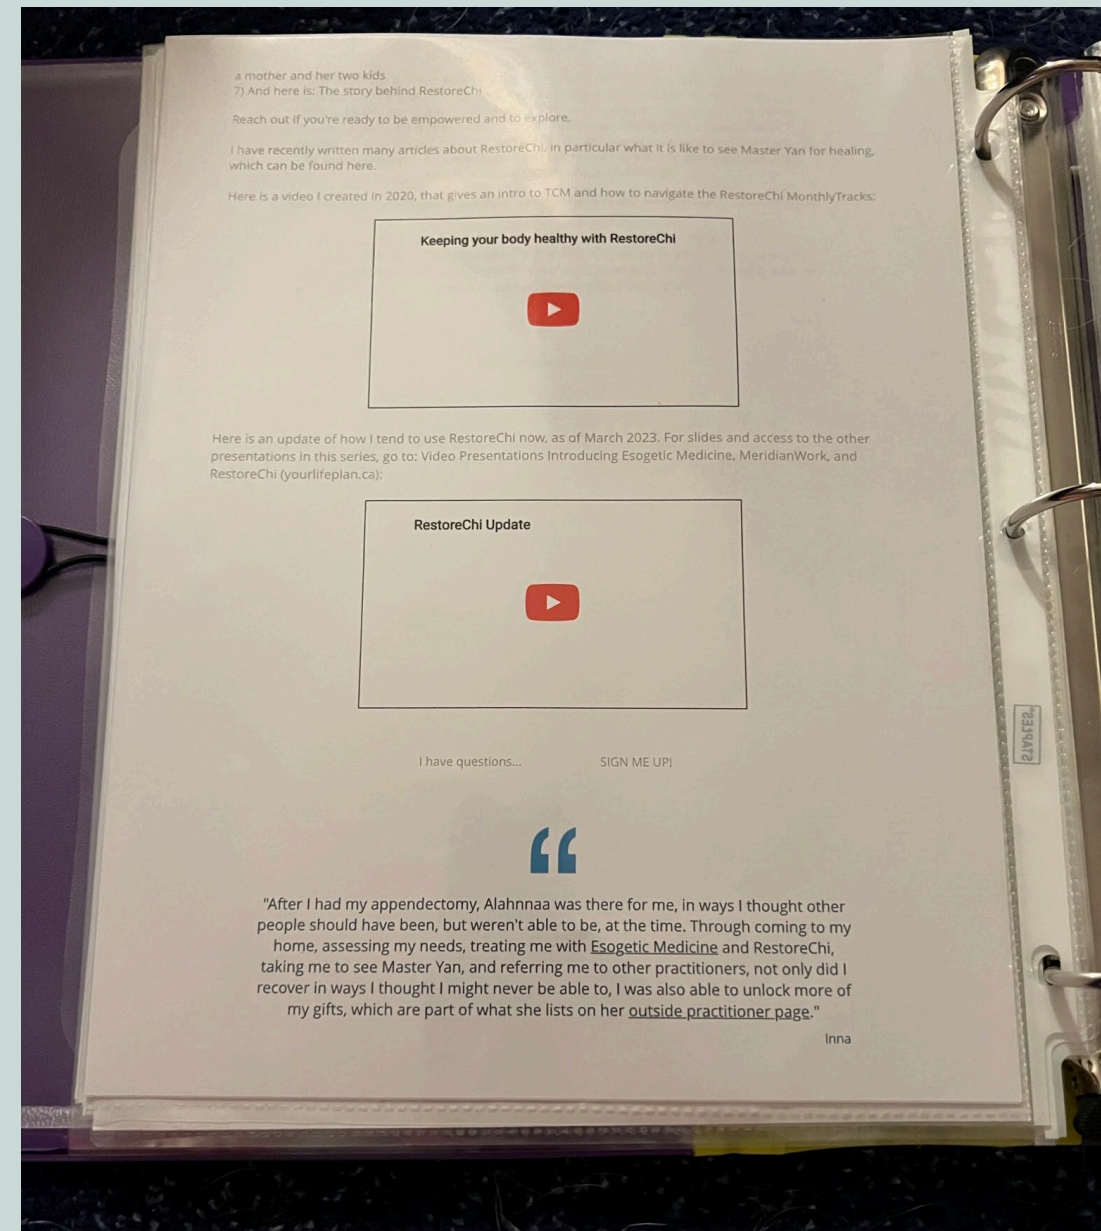 a mother and her two kids
7) And here is: The story behind RestoreChi
Reach out if you're ready to be empowered and to explore.
I have recently written many articles about RestoreChi, in particular what it is like to see Master Yan for healing,
which can be found here.
Here is a video I created in 2020, that gives an intro to TCM and how to navigate the RestoreChi MonthlyTracks:
Keeping your body healthy with RestoreChi
Here is an update of how I tend to use RestoreChi now, as of March 2023. For slides and access to the other
presentations in this series, go to: Video Presentations Introducing Esogetic Medicine, MeridianWork, and
RestoreChi (yourlifeplan.ca):
RestoreChi Update
I have questions...
SIGN ME UP!
“
"After I had my appendectomy, Alahnnaa was there for me, in ways I thought other
people should have been, but weren't able to be, at the time. Through coming to my
home, assessing my needs, treating me with Esogetic Medicine and RestoreChi,
taking me to see Master Yan, and referring me to other practitioners, not only did I
recover in ways I thought I might never be able to, I was also able to unlock more of
my gifts, which are part of what she lists on her outside practitioner page."
Inna
STAPLES